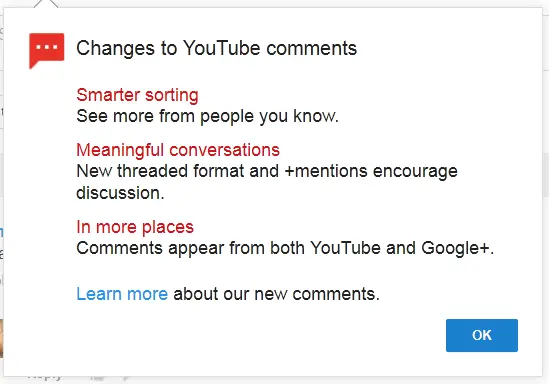 Changes to YouTube comments
Smarter sorting
See more from people you know.
Meaningful conversations
New threaded format and +mentions encourage
discussion.
In more places
Comments appear from both YouTube and Google+.
Learn more about our new comments.
OK
Reply